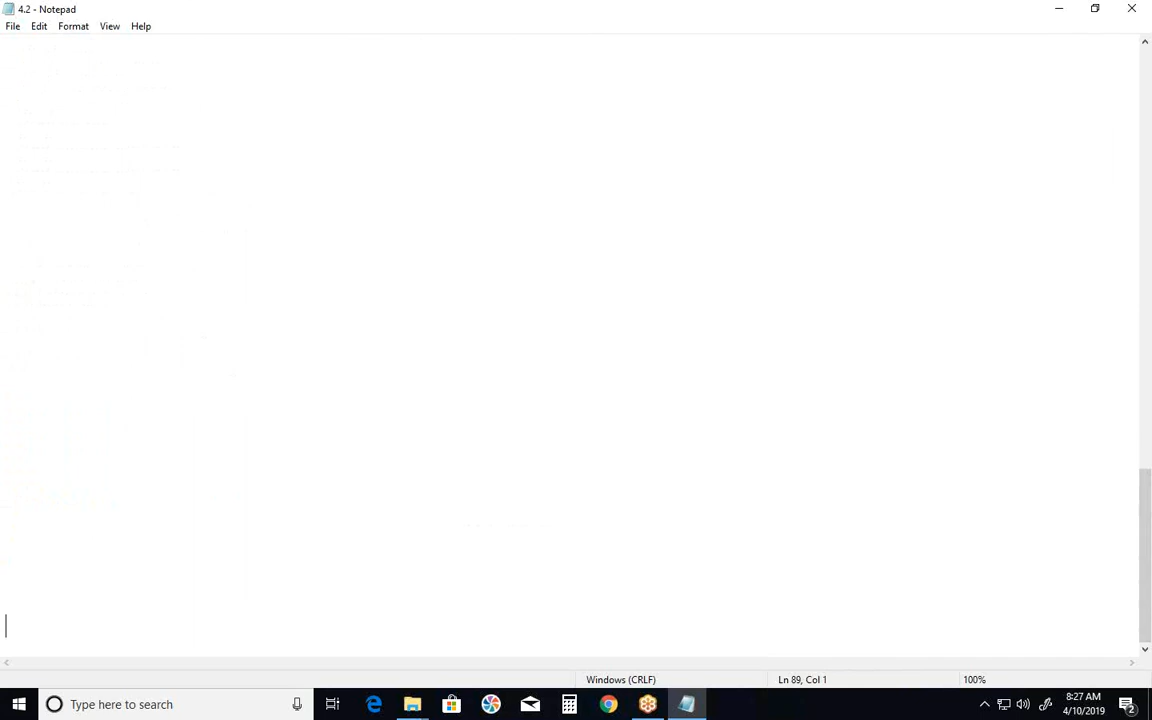 4.2 - Notepad
File Edit Format View Help
Windows (CRLF) Ln 89, Col 1 100%
Type here to search
8:27 AM
4/10/2019
2